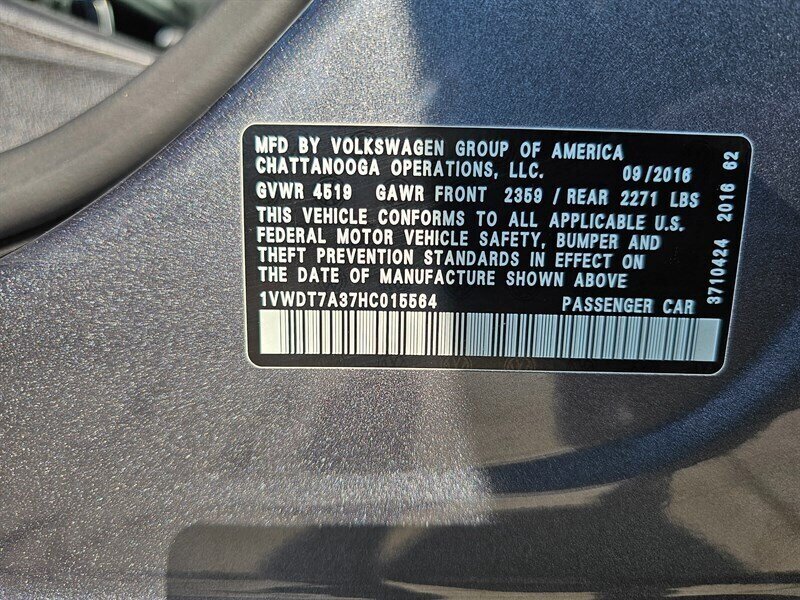 MFD BY VOLKSWAGEN GROUP OF AMERICA
CHATTANOOGA OPERATIONS, LLC. 09/2016
GVWR 4519 GAWR FRONT 2359 / REAR 2271 LBS
THIS VEHICLE CONFORMS TO ALL APPLICABLE U.S.
FEDERAL MOTOR VEHICLE SAFETY, BUMPER AND
THEFT PREVENTION STANDARDS IN EFFECT ON
THE DATE OF MANUFACTURE SHOWN ABOVE
1VWDT7A37HC015564 PASSENGER CAR
3710424 2016 62